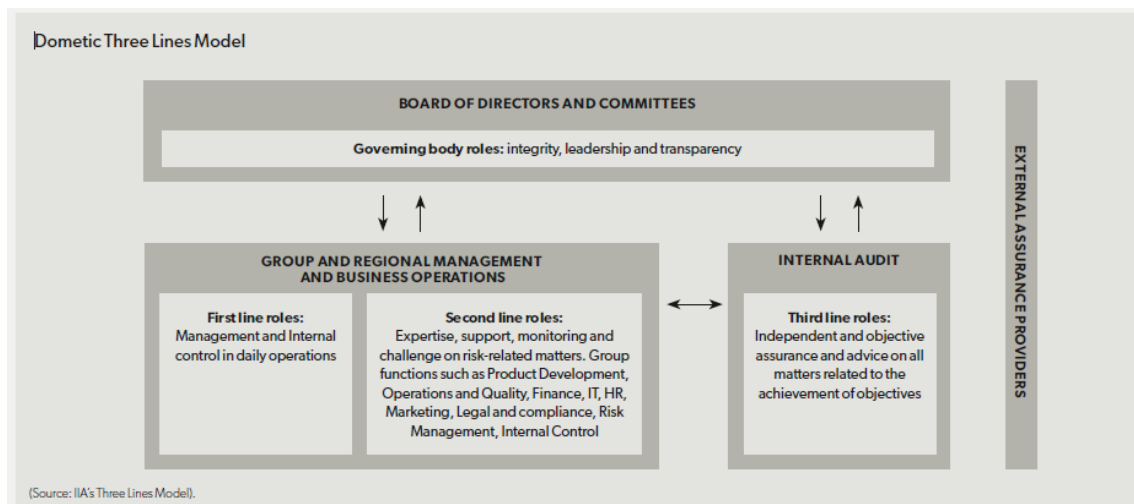 Dometic Three Lines Model
BOARD OF DIRECTORS AND COMMITTEES
Governing body roles: integrity, leadership and transparency
GROUP AND REGIONAL MANAGEMENT
AND BUSINESS OPERATIONS
First line roles:
Management and Internal
control in daily operations
Second line roles:
Expertise, support, monitoring and
challenge on risk-related matters. Group
functions such as Product Development,
Operations and Quality, Finance, IT, HR,
Marketing, Legal and compliance, Risk
Management, Internal Control
INTERNAL AUDIT
Third line roles:
Independent and objective
assurance and advice on all
matters related to the
achievement of objectives
EXTERNAL ASSURANCE PROVIDERS
(Source: IIA's Three Lines Model).